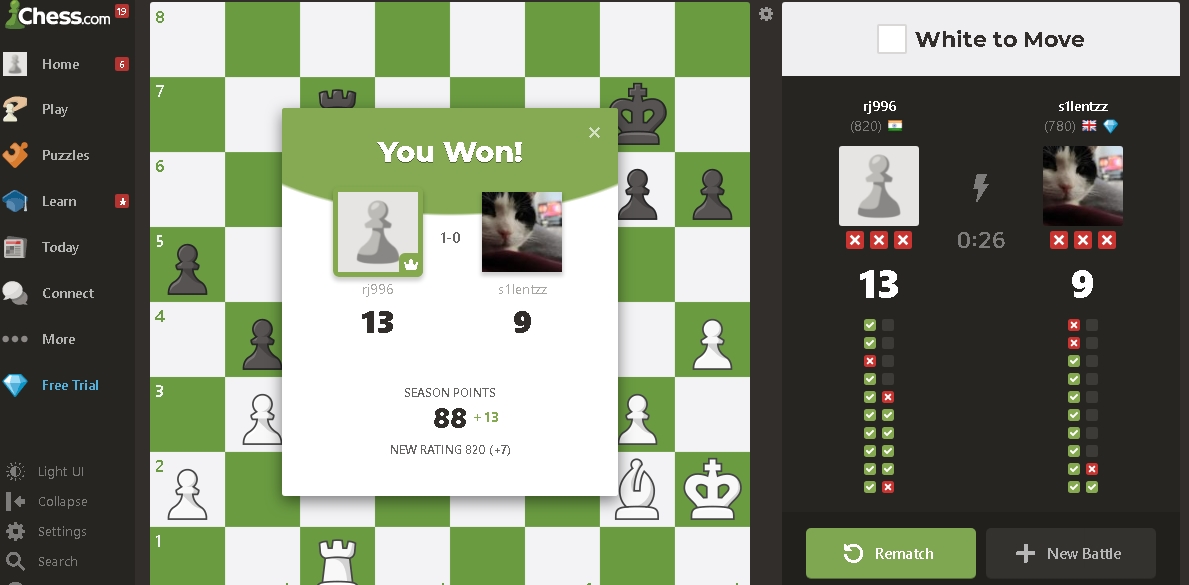 Chess.com 19
Home 6
Play
Puzzles
Learn
Today
Connect
More
Free Trial
Light UI
Collapse
Settings
Search
8
7
6
5
4
3
2
1
You Won!
×
1-0
rj996 s1lentzz
13 9
SEASON POINTS
88 +13
NEW RATING 820 (+7)
White to Move
rj996 s1lentzz
(820) (780)
0:26
13 9
Rematch New Battle